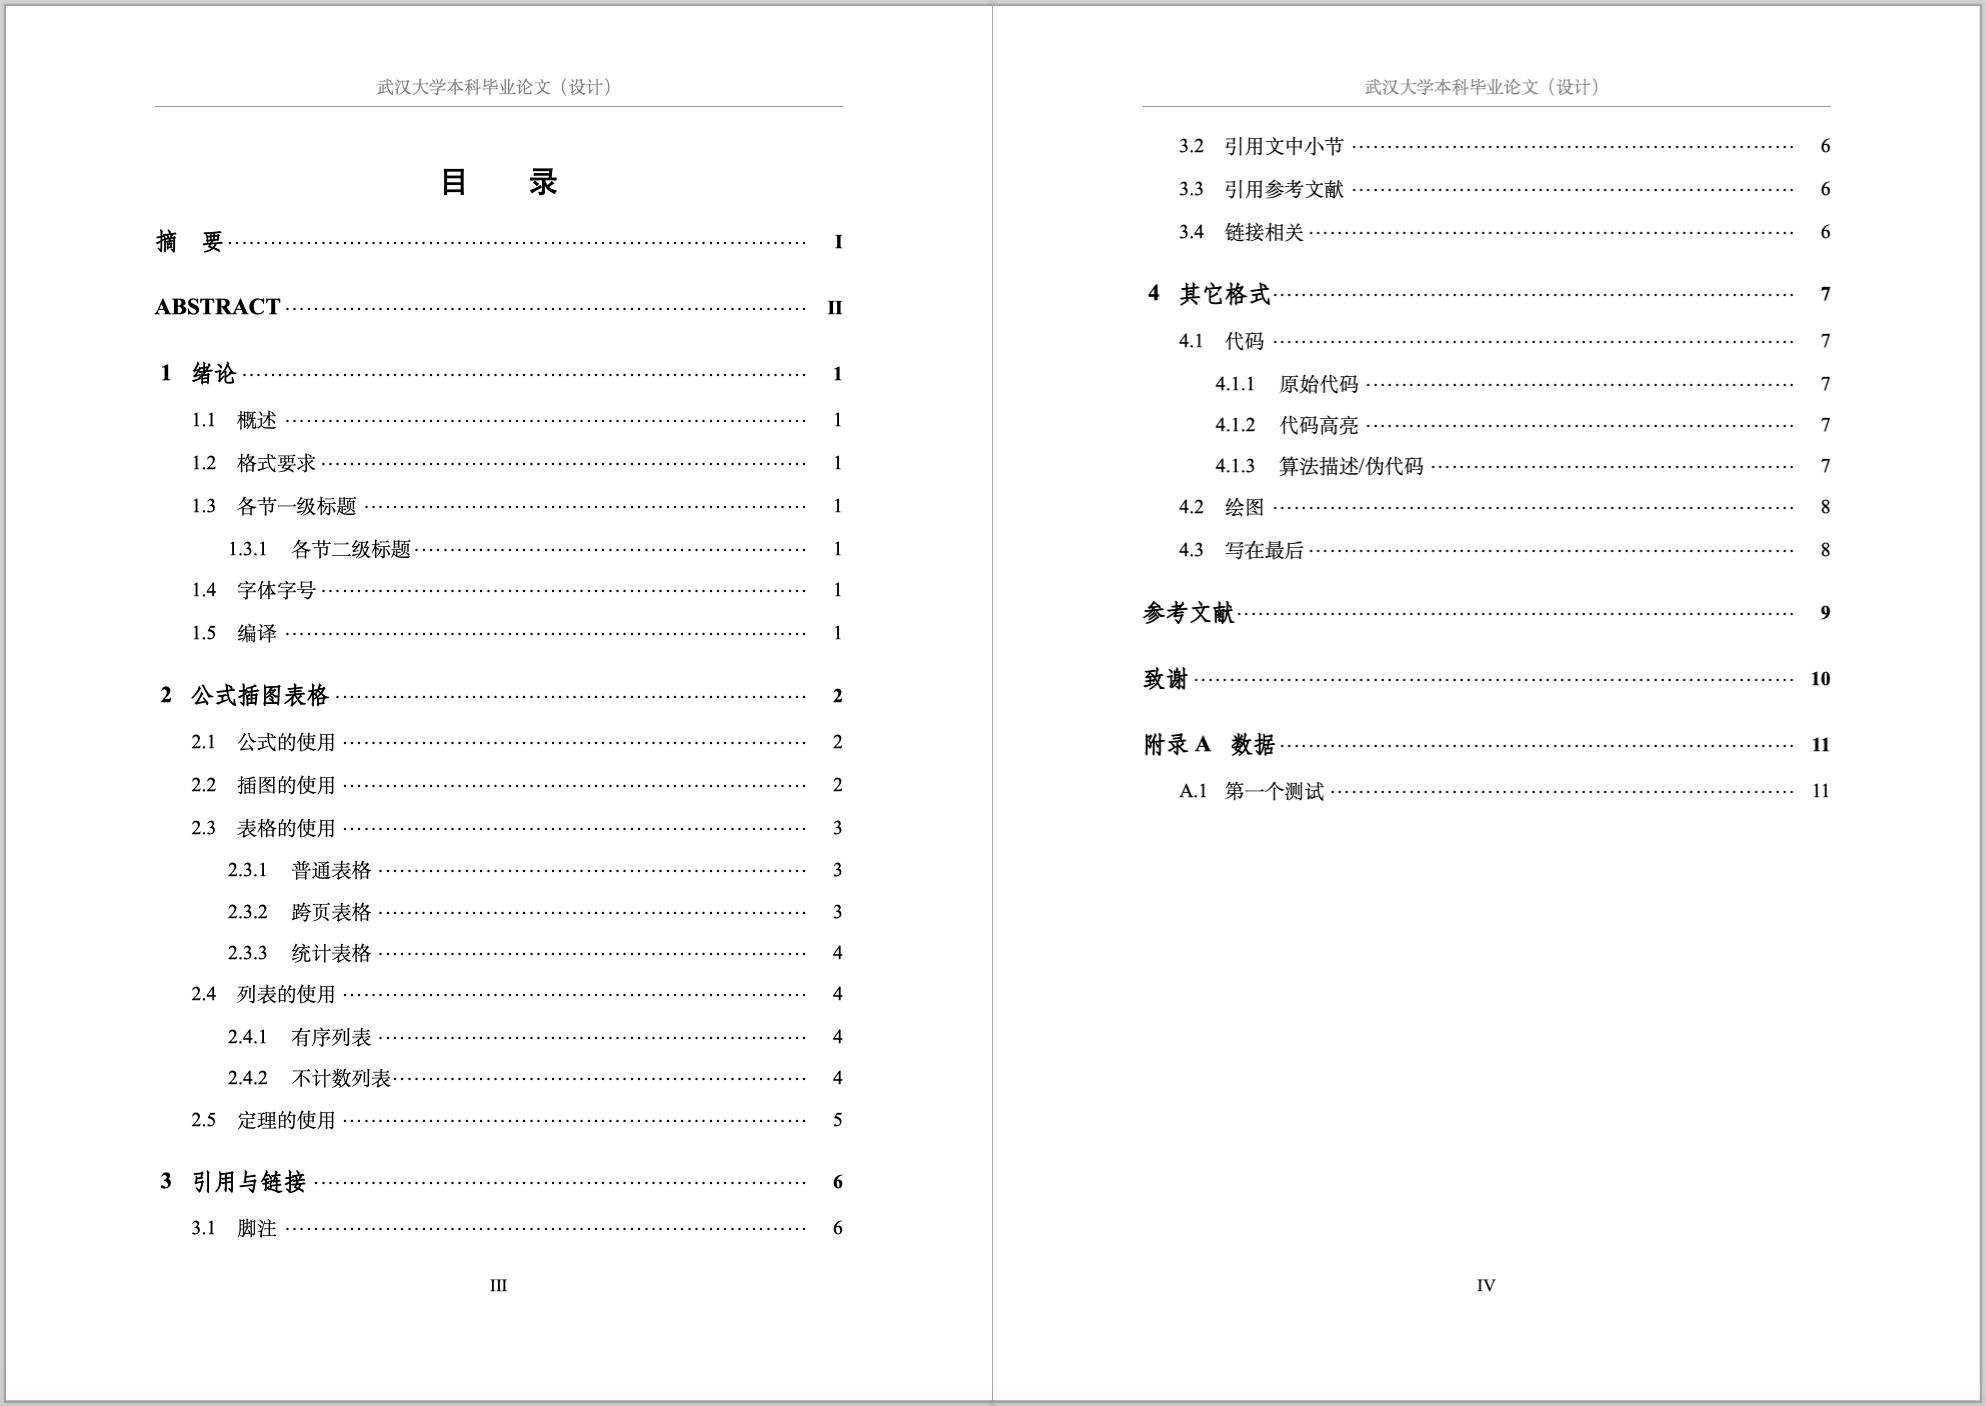 武汉大学本科毕业论文（设计）
目 录
摘 要 ································ I
ABSTRACT ································ II
1 绪论 ································ 1
1.1 概述 ································ 1
1.2 格式要求 ································ 1
1.3 各节一级标题 ································ 1
1.3.1 各节二级标题 ································ 1
1.4 字体字号 ································ 1
1.5 编译 ································ 1
2 公式插图表格 ································ 2
2.1 公式的使用 ································ 2
2.2 插图的使用 ································ 2
2.3 表格的使用 ································ 3
2.3.1 普通表格 ································ 3
2.3.2 跨页表格 ································ 3
2.3.3 统计表格 ································ 4
2.4 列表的使用 ································ 4
2.4.1 有序列表 ································ 4
2.4.2 不计数列表 ································ 4
2.5 定理的使用 ································ 5
3 引用与链接 ································ 6
3.1 脚注 ································ 6
III
武汉大学本科毕业论文（设计）
3.2 引用文中小节 ································ 6
3.3 引用参考文献 ································ 6
3.4 链接相关 ································ 6
4 其它格式 ································ 7
4.1 代码 ································ 7
4.1.1 原始代码 ································ 7
4.1.2 代码高亮 ································ 7
4.1.3 算法描述/伪代码 ································ 7
4.2 绘图 ································ 8
4.3 写在最后 ································ 8
参考文献 ································ 9
致谢 ································ 10
附录 A 数据 ································ 11
A.1 第一个测试 ································ 11
IV